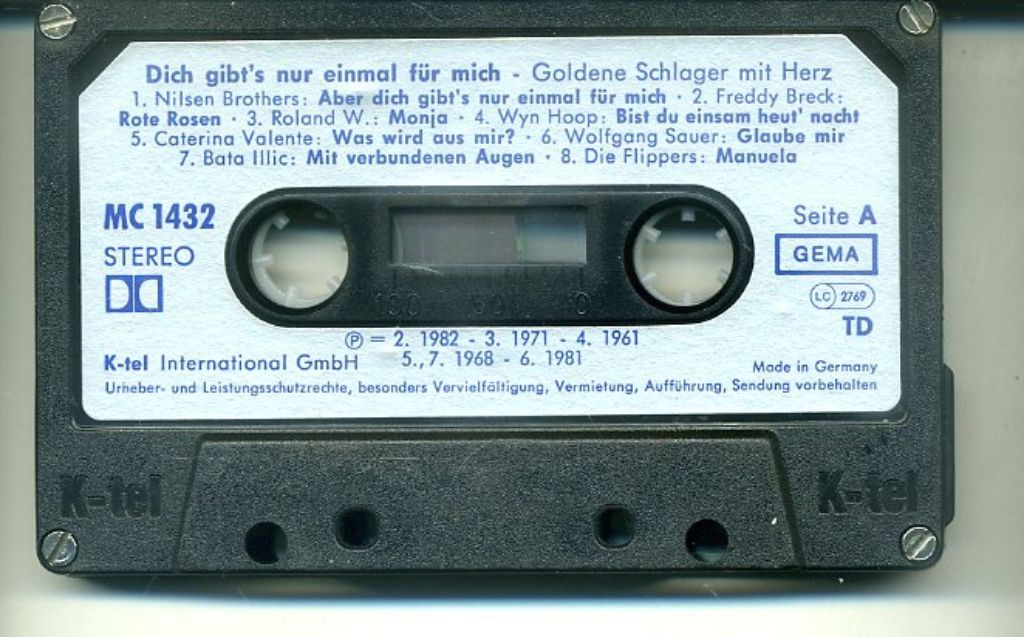 Dich gibt's nur einmal für mich - Goldene Schlager mit Herz
1. Nilsen Brothers: Aber dich gibt's nur einmal für mich · 2. Freddy Breck:
Rote Rosen · 3. Roland W.: Monja · 4. Wyn Hoop: Bist du einsam heut' nacht
5. Caterina Valente: Was wird aus mir? · 6. Wolfgang Sauer: Glaube mir
7. Bata Illic: Mit verbundenen Augen · 8. Die Flippers: Manuela
MC 1432
STEREO
Seite A
GEMA
LC 2769
TD
100 50 0
Ⓟ = 2. 1982 - 3. 1971 - 4. 1961
5.,7. 1968 - 6. 1981
K-tel International GmbH
Made in Germany
Urheber- und Leistungsschutzrechte, besonders Vervielfältigung, Vermietung, Aufführung, Sendung vorbehalten
K-tel
K-tel